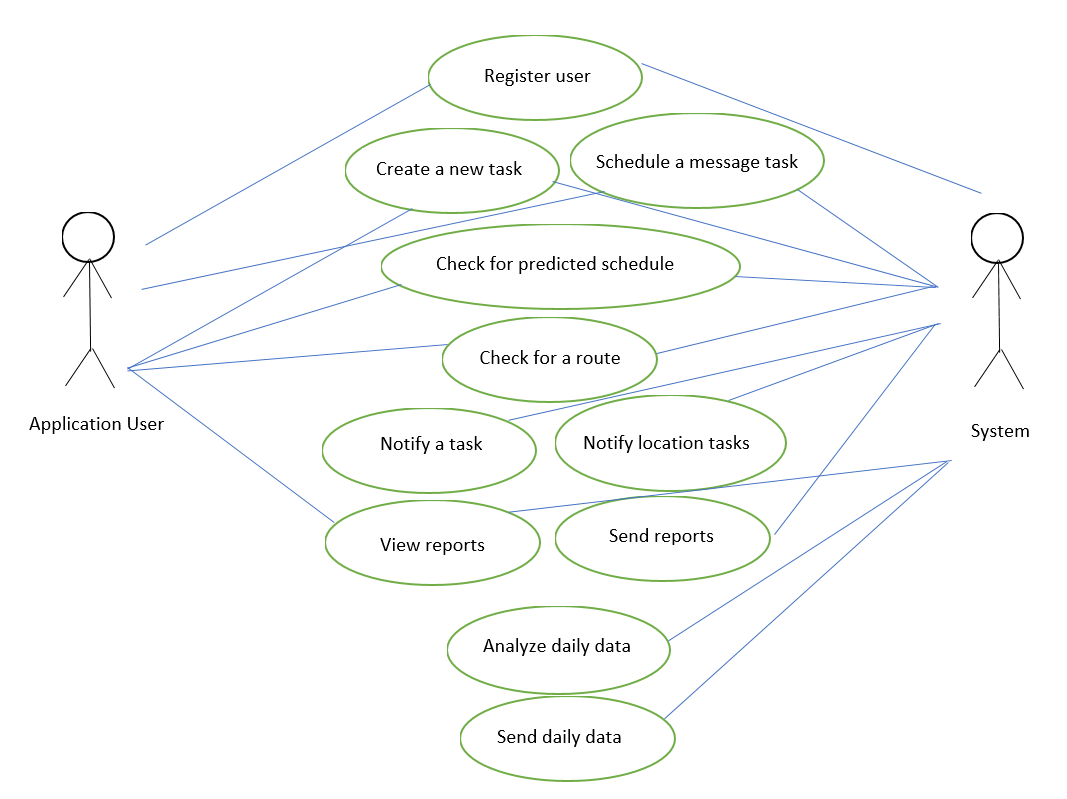 Register user
Create a new task
Schedule a message task
Check for predicted schedule
Check for a route
Application User
System
Notify a task
Notify location tasks
View reports
Send reports
Analyze daily data
Send daily data